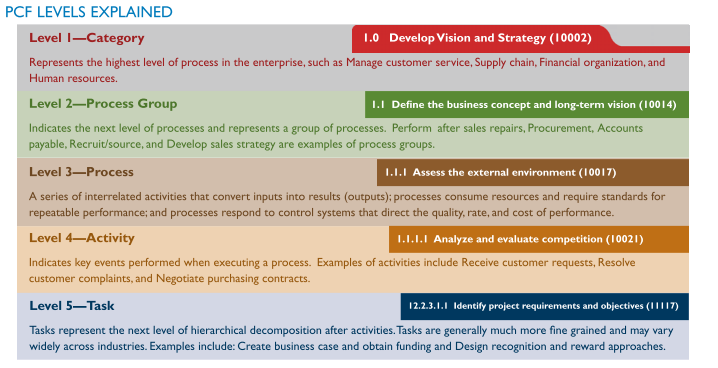 PCF LEVELS EXPLAINED
Level 1—Category
1.0 Develop Vision and Strategy (10002)
Represents the highest level of process in the enterprise, such as Manage customer service, Supply chain, Financial organization, and
Human resources.
Level 2—Process Group
1.1 Define the business concept and long-term vision (10014)
Indicates the next level of processes and represents a group of processes. Perform after sales repairs, Procurement, Accounts
payable, Recruit/source, and Develop sales strategy are examples of process groups.
Level 3—Process
1.1.1 Assess the external environment (10017)
A series of interrelated activities that convert inputs into results (outputs); processes consume resources and require standards for
repeatable performance; and processes respond to control systems that direct the quality, rate, and cost of performance.
Level 4—Activity
1.1.1.1 Analyze and evaluate competition (10021)
Indicates key events performed when executing a process. Examples of activities include Receive customer requests, Resolve
customer complaints, and Negotiate purchasing contracts.
Level 5—Task
12.2.3.1.1 Identify project requirements and objectives (11117)
Tasks represent the next level of hierarchical decomposition after activities. Tasks are generally much more fine grained and may vary
widely across industries. Examples include: Create business case and obtain funding and Design recognition and reward approaches.